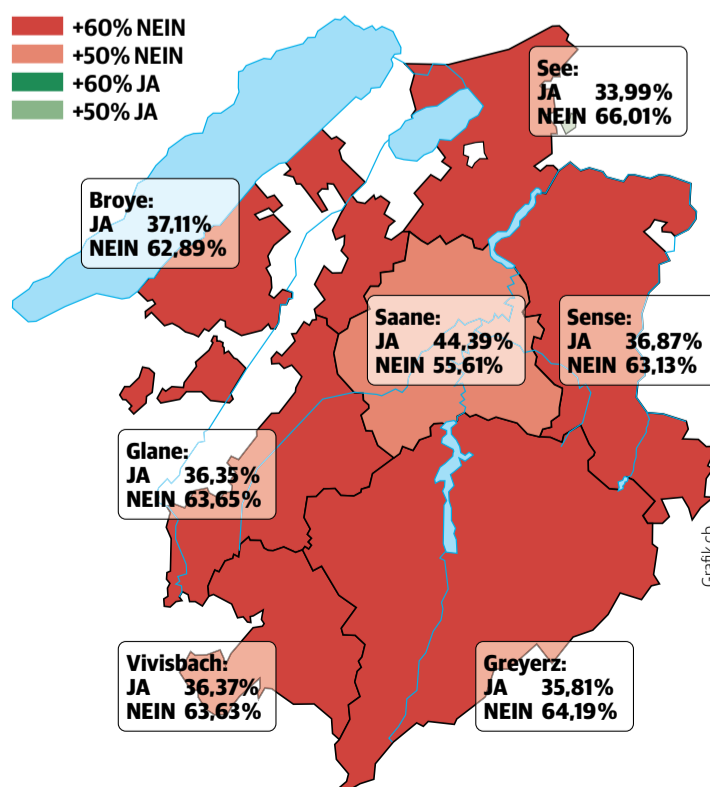 +60% NEIN
+50% NEIN
+60% JA
+50% JA
See:
JA 33,99%
NEIN 66,01%
Broye:
JA 37,11%
NEIN 62,89%
Saane:
JA 44,39%
NEIN 55,61%
Sense:
JA 36,87%
NEIN 63,13%
Glane:
JA 36,35%
NEIN 63,65%
Grafik ch
Vivisbach:
JA 36,37%
NEIN 63,63%
Greyerz:
JA 35,81%
NEIN 64,19%